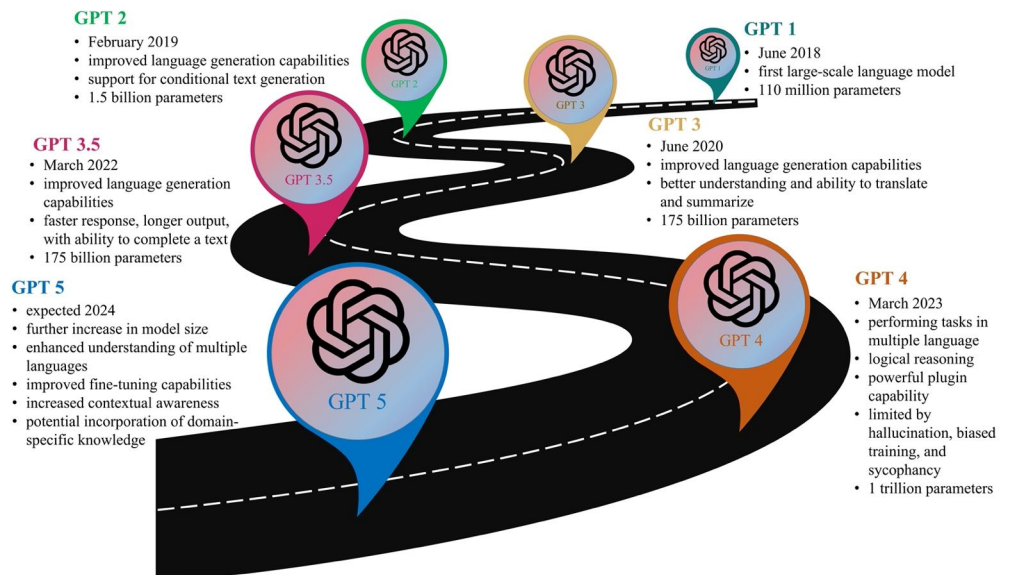 GPT 1
• June 2018
• first large-scale language model
• 110 million parameters
GPT 1
GPT 2
• February 2019
• improved language generation capabilities
• support for conditional text generation
• 1.5 billion parameters
GPT 2
GPT 3
• June 2020
• improved language generation capabilities
• better understanding and ability to translate
and summarize
• 175 billion parameters
GPT 3
GPT 3.5
• March 2022
• improved language generation
capabilities
• faster response, longer output,
with ability to complete a text
• 175 billion parameters
GPT 3.5
GPT 4
• March 2023
• performing tasks in
multiple language
• logical reasoning
• powerful plugin
capability
• limited by
hallucination, biased
training, and
sycophancy
• 1 trillion parameters
GPT 4
GPT 5
• expected 2024
• further increase in model size
• enhanced understanding of multiple
languages
• improved fine-tuning capabilities
• increased contextual awareness
• potential incorporation of domain-
specific knowledge
GPT 5